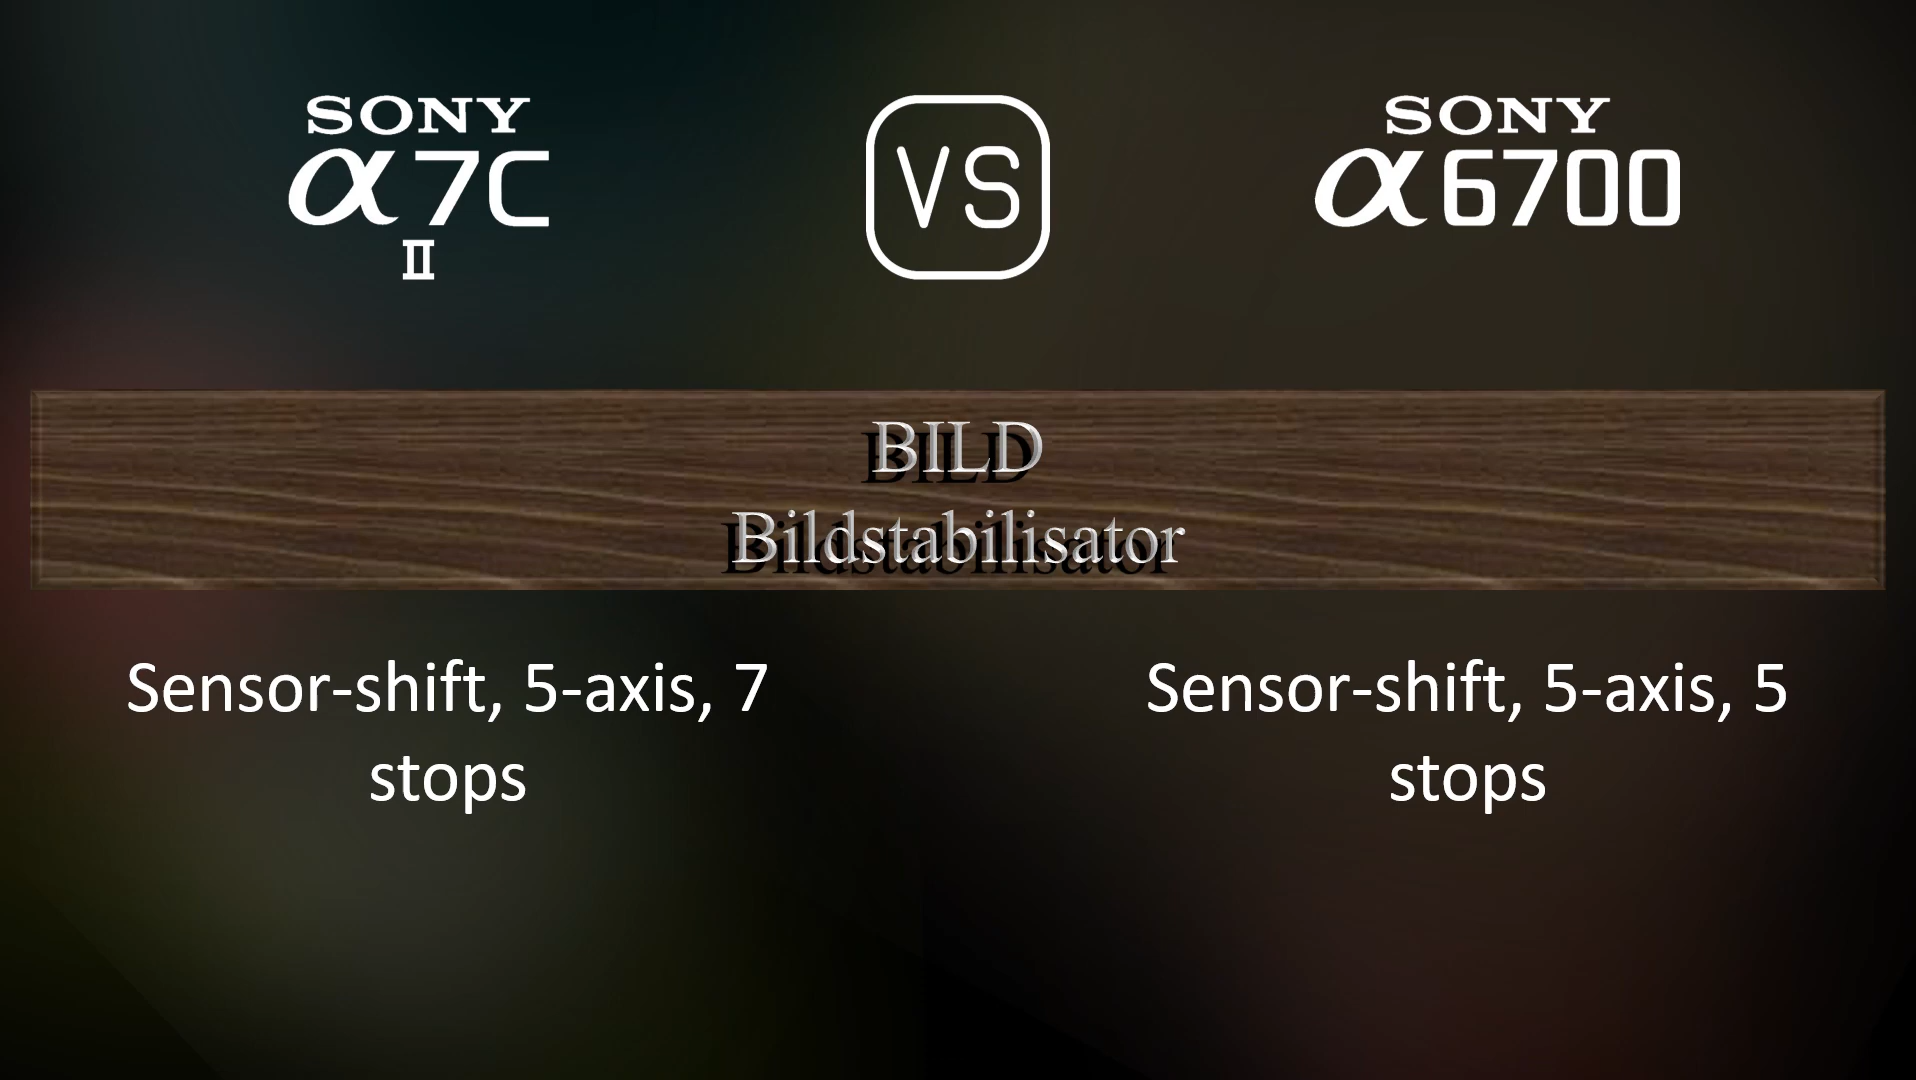 SONY
α7C
II
VS
SONY
α6700
BILD
Bildstabilisator
Sensor-shift, 5-axis, 7
stops
Sensor-shift, 5-axis, 5
stops